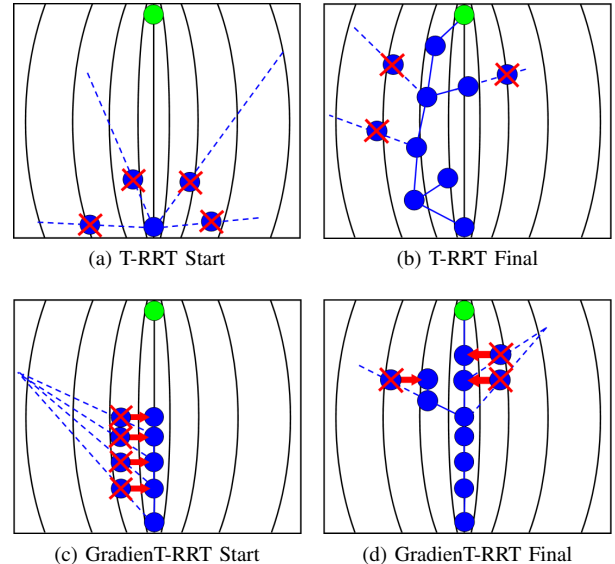 (a) T-RRT Start
(b) T-RRT Final
(c) GradienT-RRT Start
(d) GradienT-RRT Final